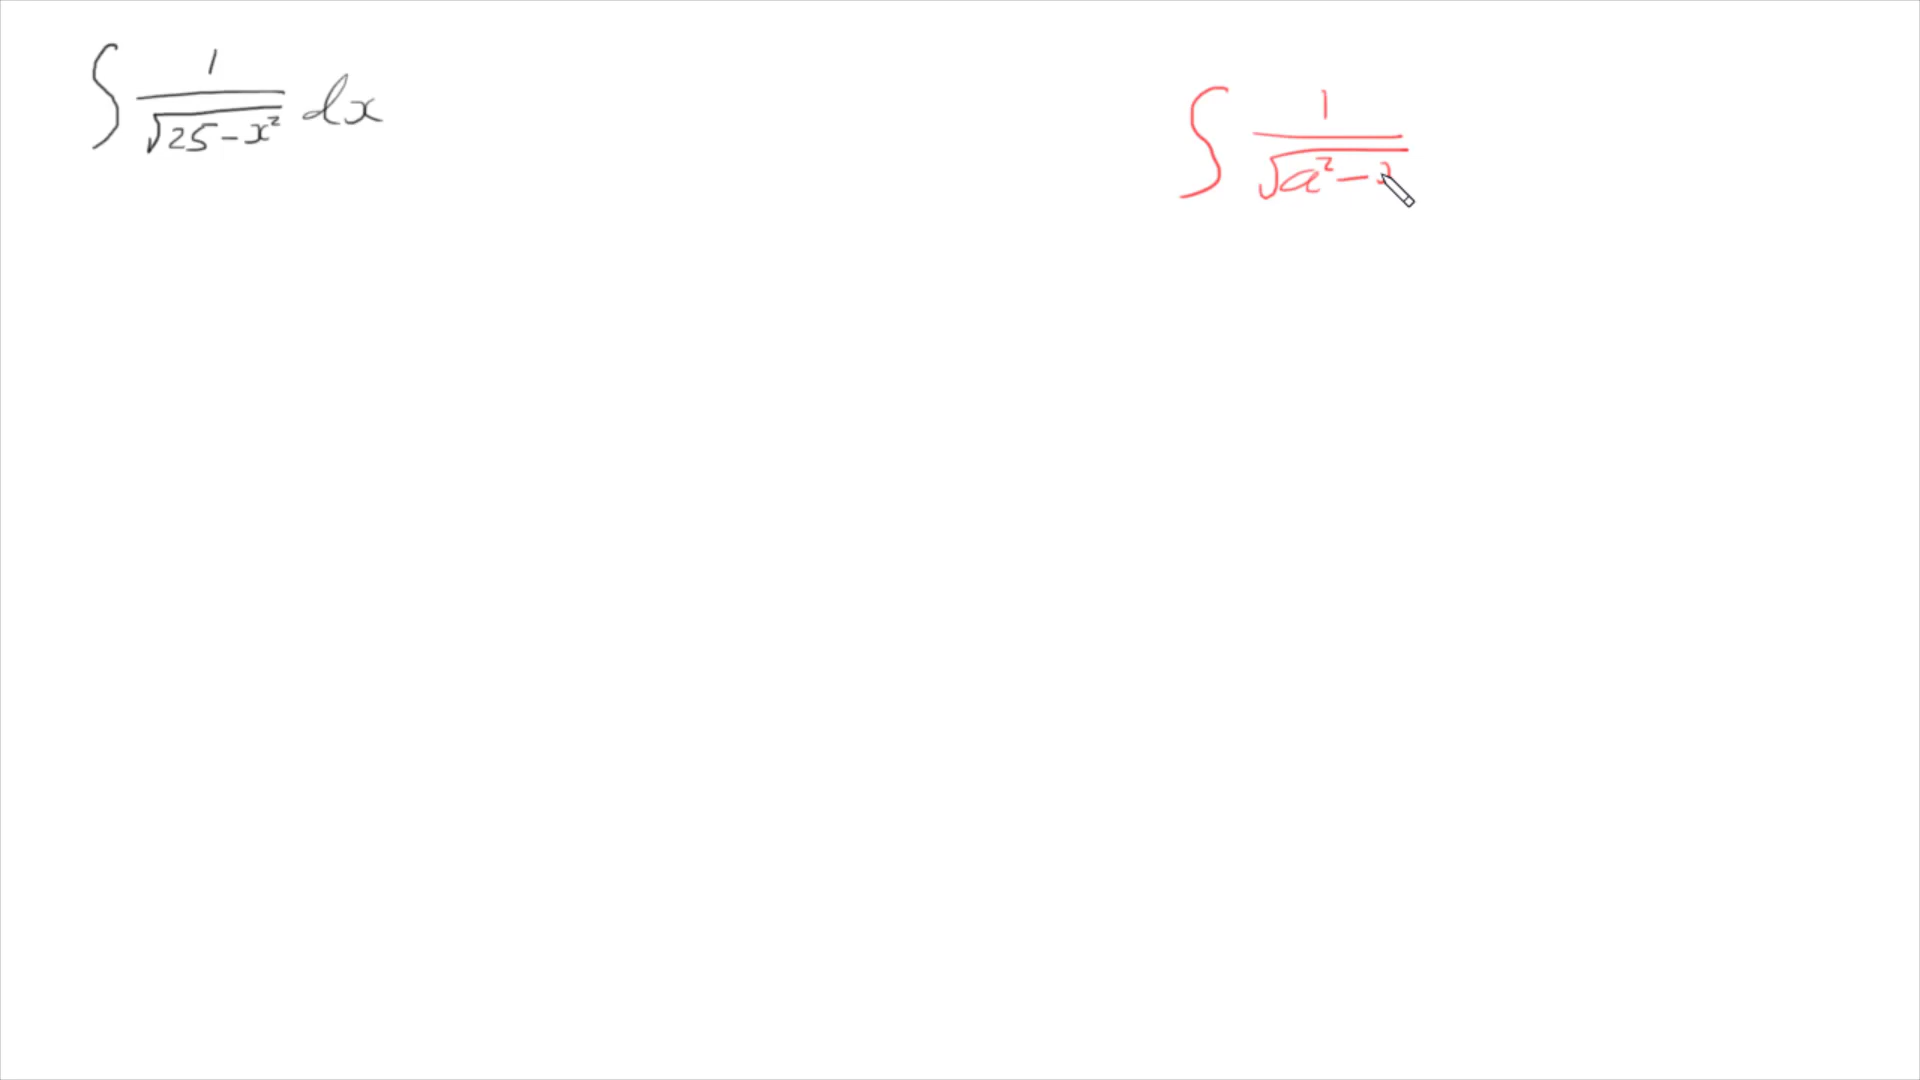 ∫ 1/√(25-x²) dx
∫ 1/√(a²-